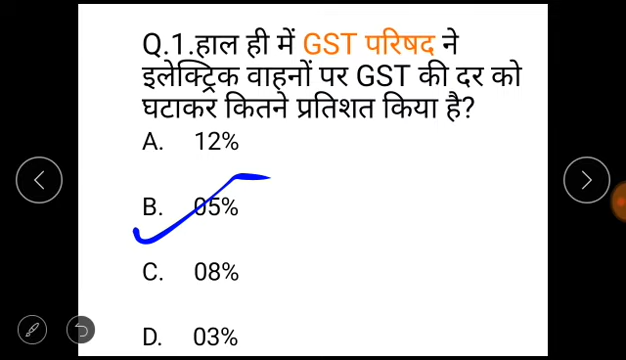 Q.1.हाल ही में GST परिषद ने
इलेक्ट्रिक वाहनों पर GST की दर को
घटाकर कितने प्रतिशत किया है?
A. 12%
B. 05%
C. 08%
D. 03%